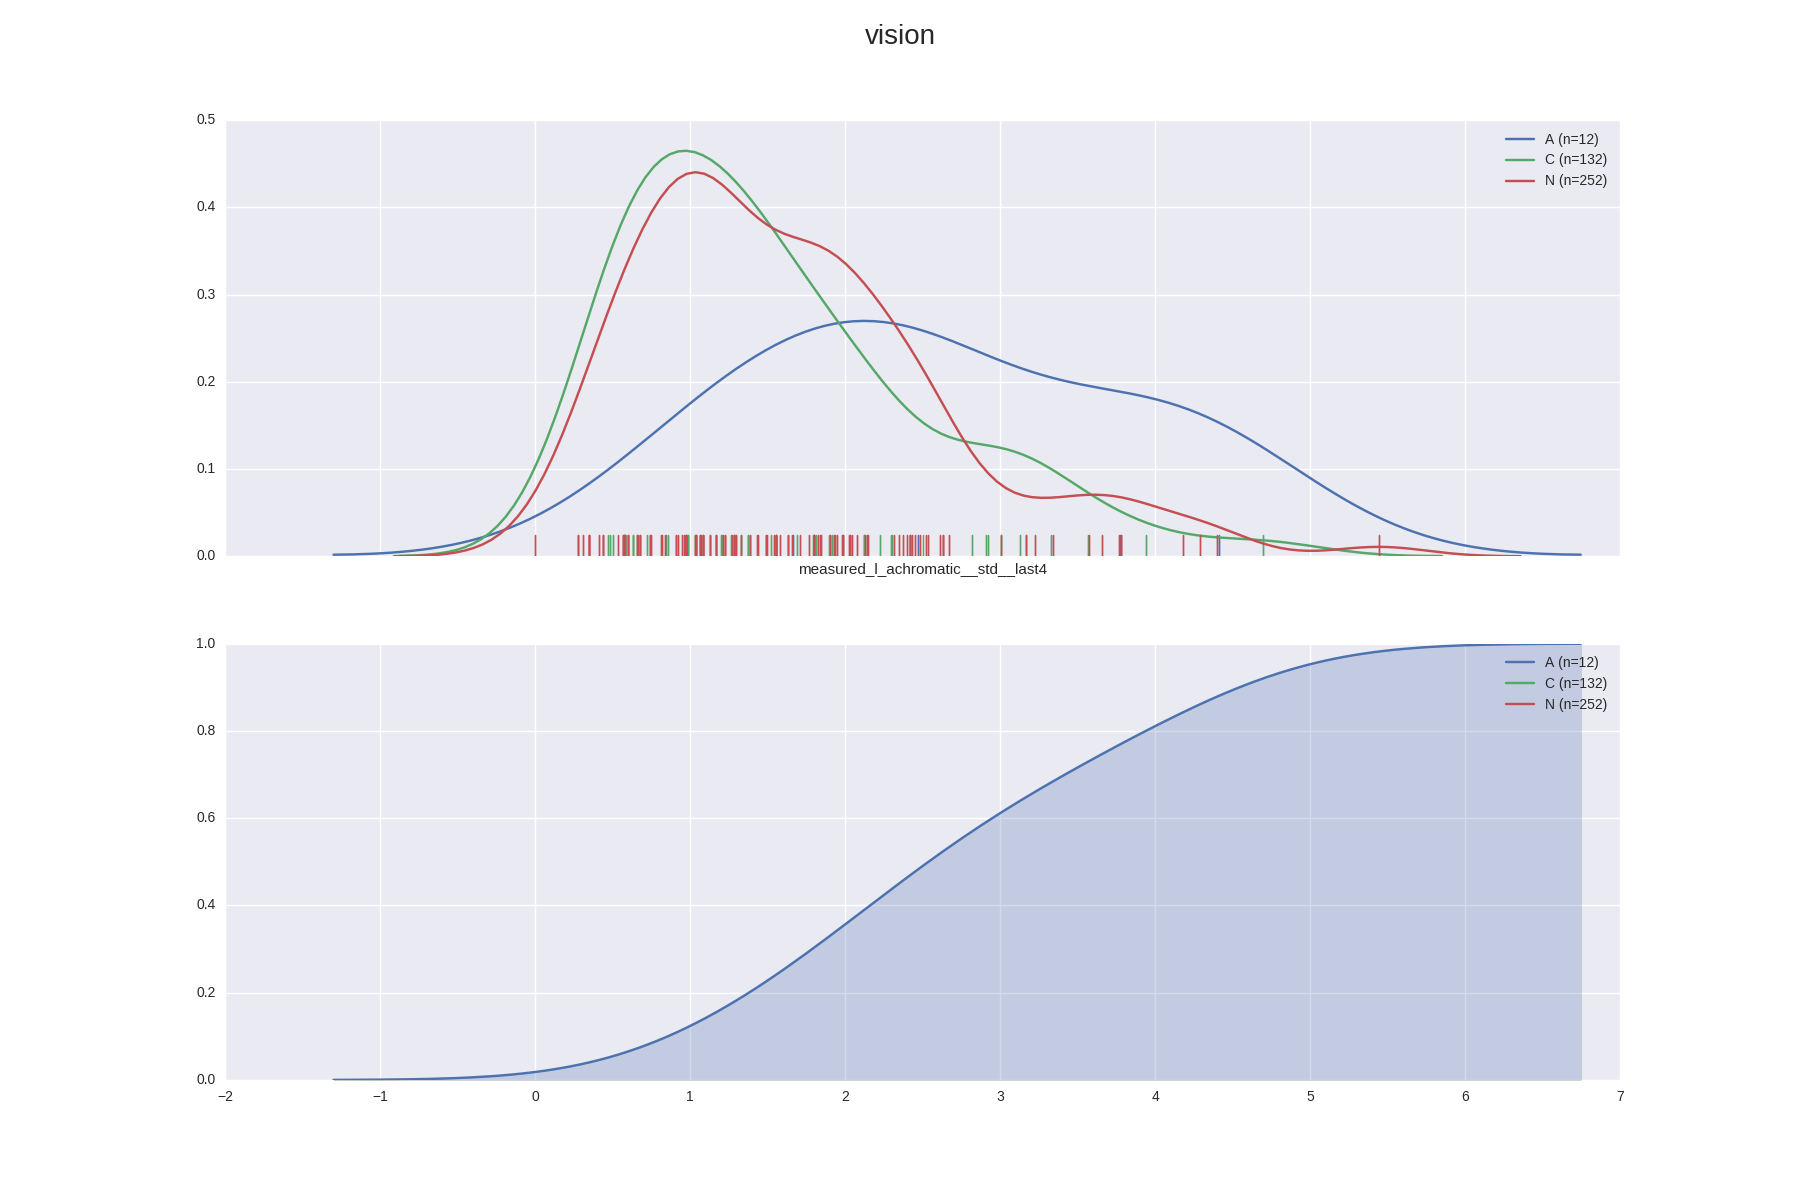 vision
0.5
0.4
0.3
0.2
0.1
0.0
A (n=12)
C (n=132)
N (n=252)
measured_l_achromatic__std__last4
1.0
0.8
0.6
0.4
0.2
0.0
A (n=12)
C (n=132)
N (n=252)
−2 −1 0 1 2 3 4 5 6 7